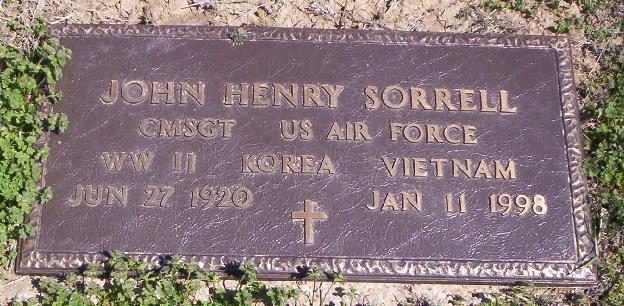 JOHN HENRY SORRELL
CMSGT US AIR FORCE
WW II KOREA VIETNAM
JUN 27 1920 JAN 11 1998